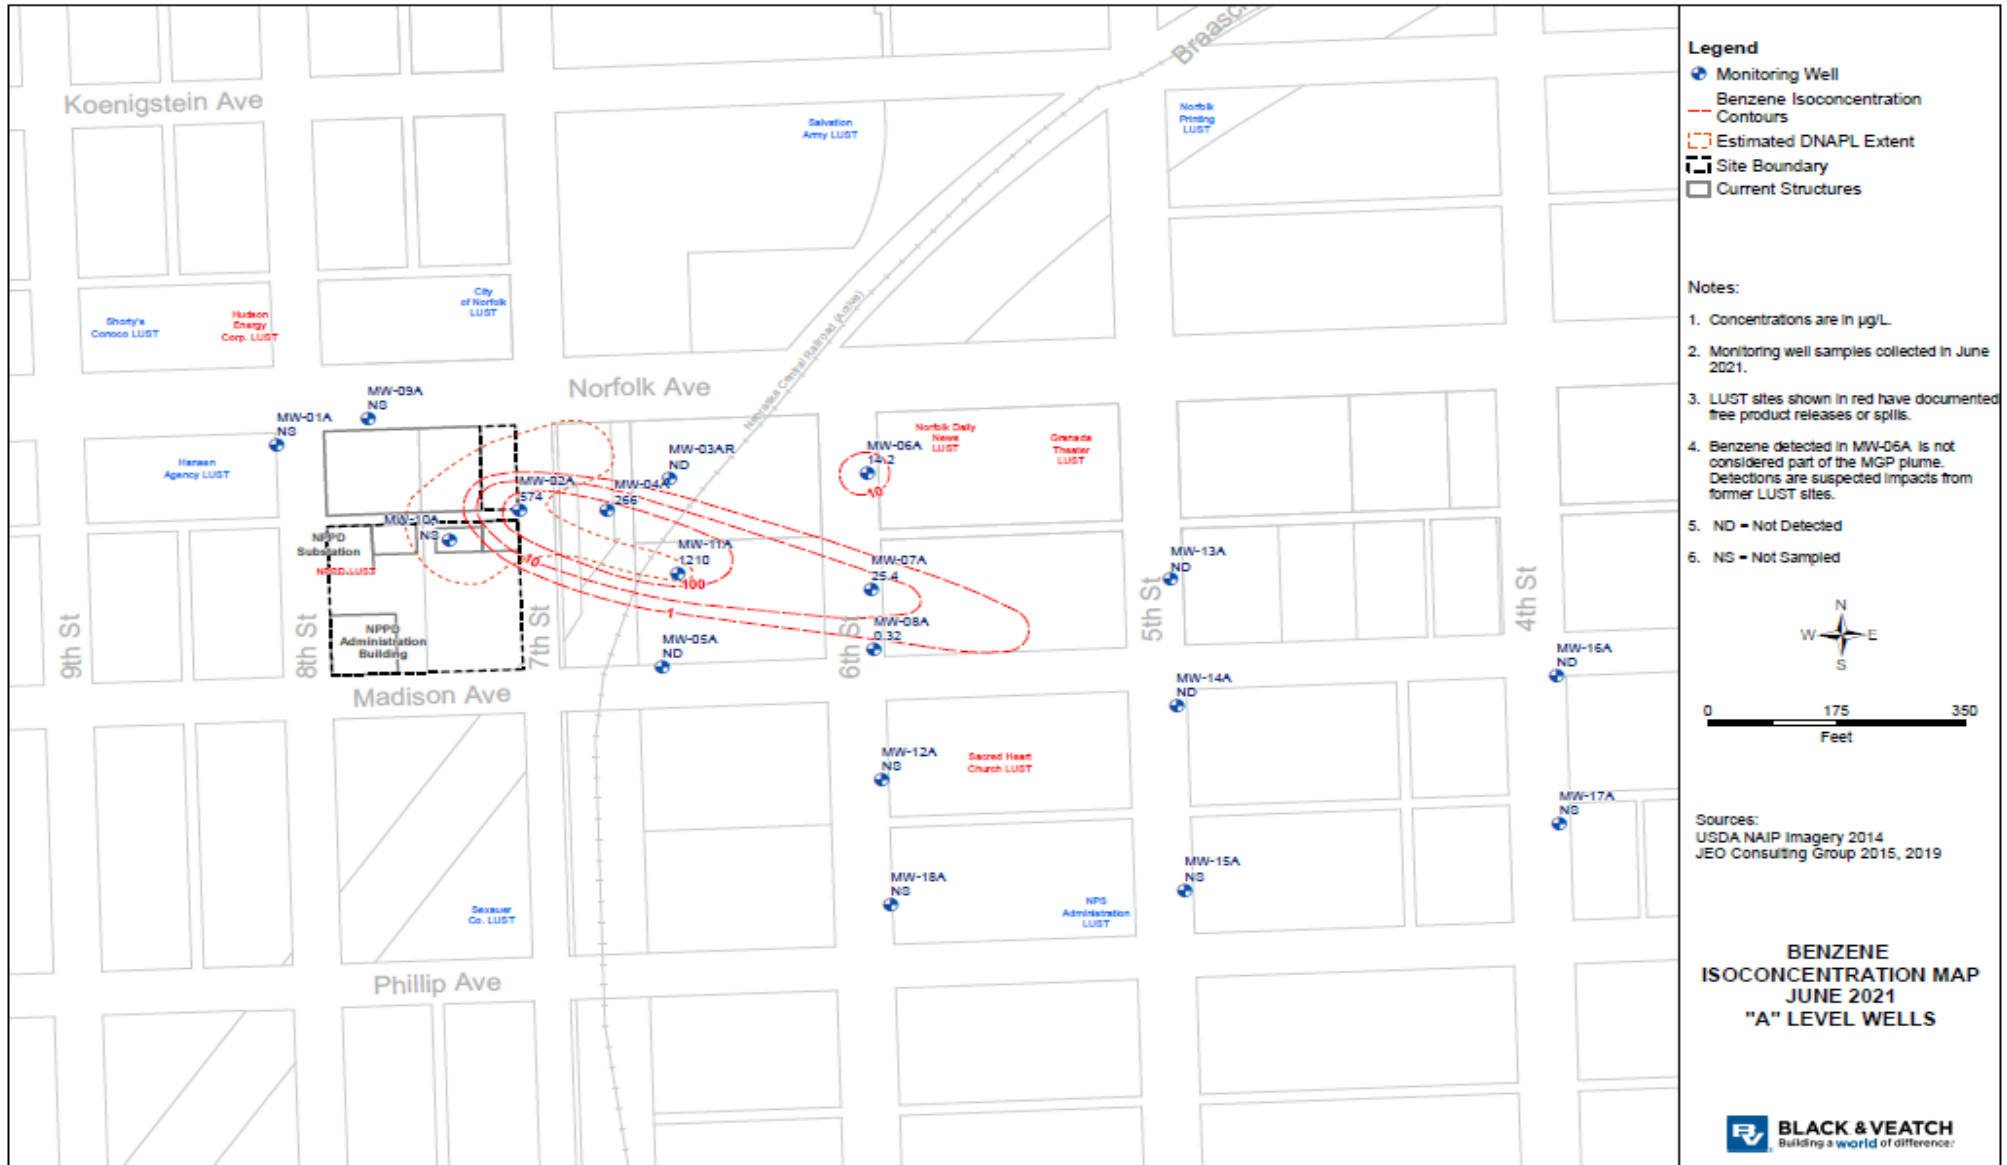 Koenigstein Ave
Salvation
Army LUST
Norfolk
Printing
LUST
Shorty's
Conoco LUST
Hudson
Energy
Corp. LUST
City
of Norfolk
LUST
Nebraska Central Railroad (Active)
Norfolk Ave
MW-09A
NS
MW-01A
NS
Hansen
Agency LUST
MW-03AR
ND
MW-02A
574
MW-04A
266
MW-06A
14.2
10
Norfolk Daily
News
LUST
Granada
Theater
LUST
MW-10A
NS
NPPD
Substation
NPPD LUST
MW-11A
1210
10
100
1
MW-07A
25.4
MW-08A
0.32
MW-13A
ND
NPPD
Administration
Building
MW-05A
ND
9th St
8th St
7th St
6th St
5th St
4th St
MW-16A
ND
MW-14A
ND
Madison Ave
MW-12A
NS
Sacred Heart
Church LUST
MW-17A
NS
MW-18A
NS
MW-15A
NS
Sexauer
Co. LUST
NPS
Administration
LUST
Phillip Ave
Legend
Monitoring Well
Benzene Isoconcentration
Contours
Estimated DNAPL Extent
Site Boundary
Current Structures
Notes:
1. Concentrations are in µg/L.
2. Monitoring well samples collected in June
2021.
3. LUST sites shown in red have documented
free product releases or spills.
4. Benzene detected in MW-06A is not
considered part of the MGP plume.
Detections are suspected impacts from
former LUST sites.
5. ND = Not Detected
6. NS = Not Sampled
N
W E
S
0 175 350
Feet
Sources:
USDA NAIP Imagery 2014
JEO Consulting Group 2015, 2019
BENZENE
ISOCONCENTRATION MAP
JUNE 2021
"A" LEVEL WELLS
BV BLACK & VEATCH
Building a world of difference.